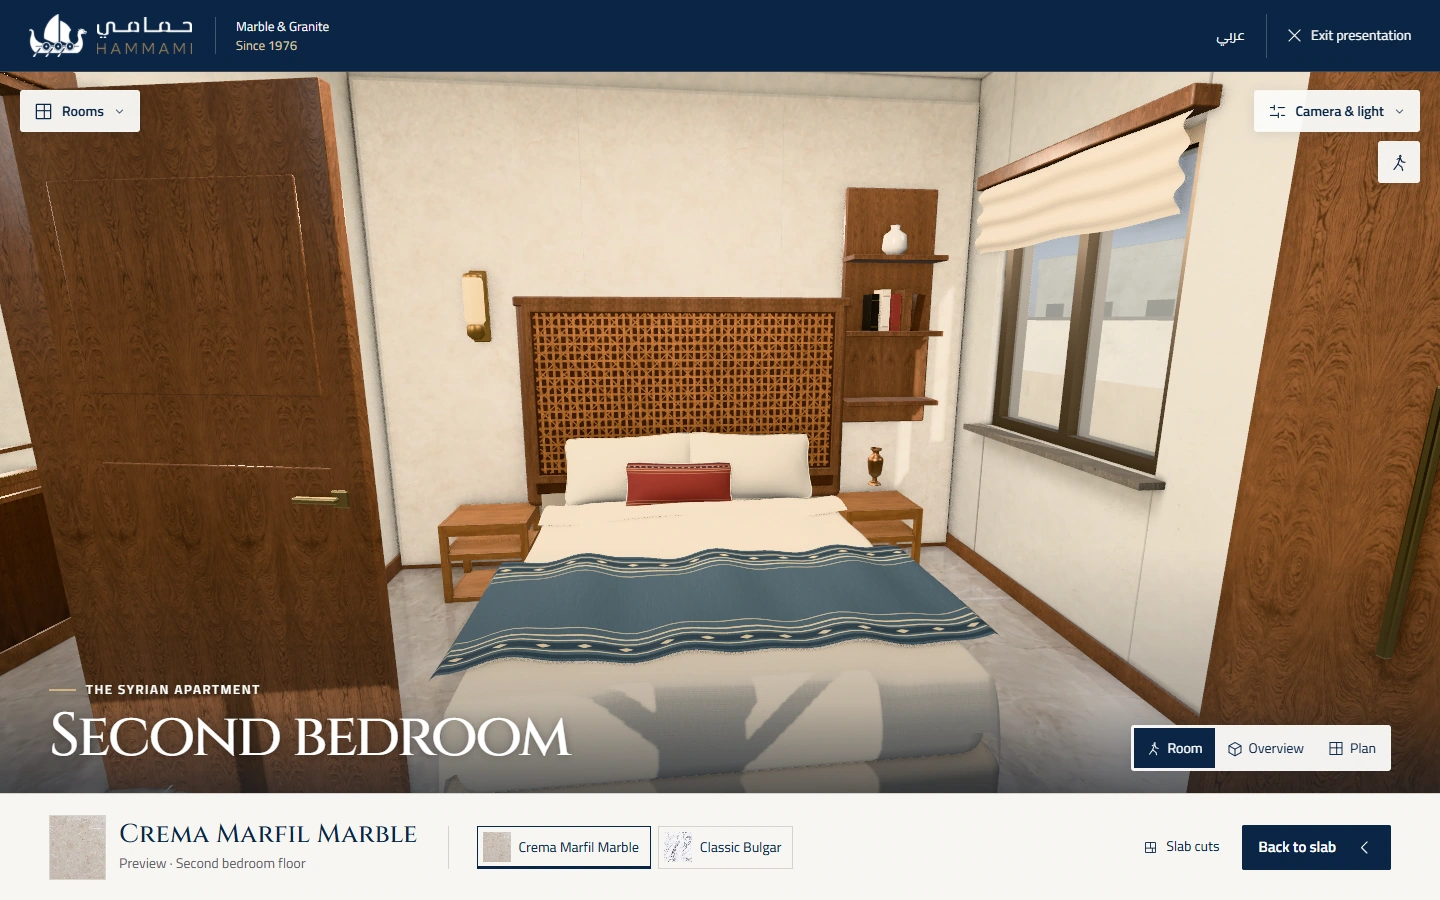 حمامي
HAMMAMI
Marble & Granite
Since 1976
عربي
Exit presentation
Rooms
Camera & light
THE SYRIAN APARTMENT
SECOND BEDROOM
Room
Overview
Plan
CREMA MARFIL MARBLE
Preview · Second bedroom floor
Crema Marfil Marble
Classic Bulgar
Slab cuts
Back to slab